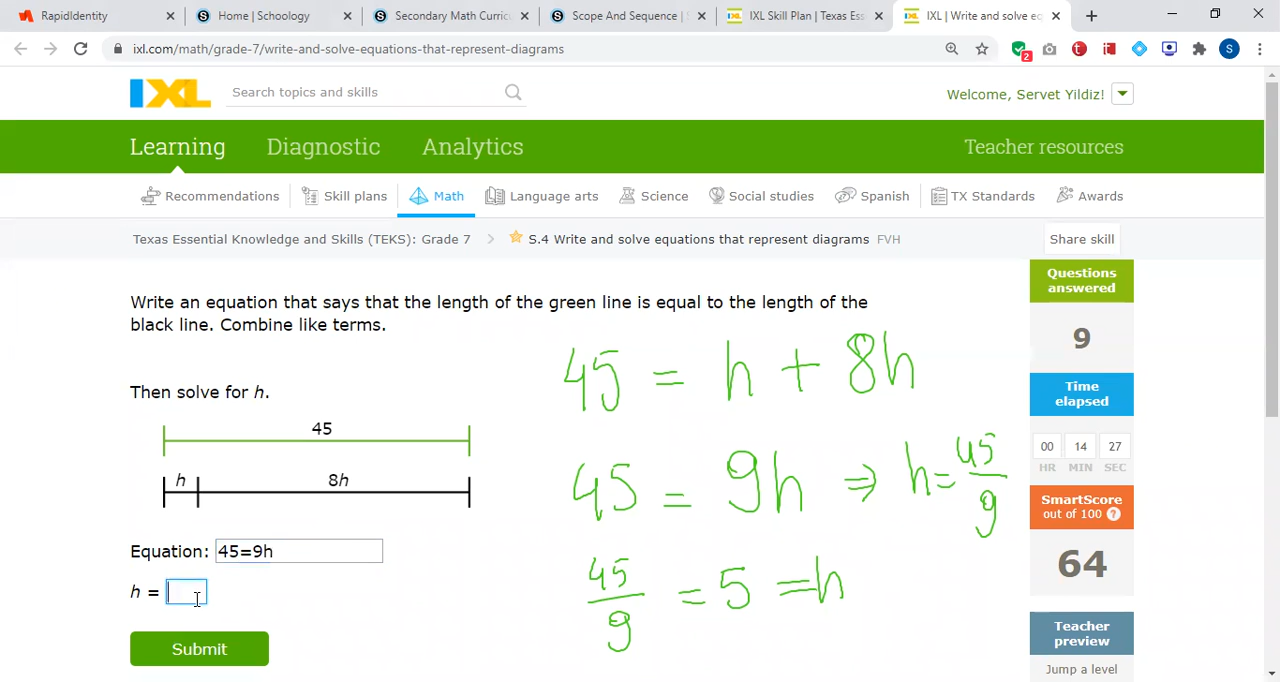 RapidIdentity
Home | Schoology
Secondary Math Curric
Scope And Sequence | S
IXL Skill Plan | Texas Ess
IXL | Write and solve eq
ixl.com/math/grade-7/write-and-solve-equations-that-represent-diagrams
2
S
IXL
Search topics and skills
Welcome, Servet Yildiz!
Learning Diagnostic Analytics Teacher resources
Recommendations Skill plans Math Language arts Science Social studies Spanish TX Standards Awards
Texas Essential Knowledge and Skills (TEKS): Grade 7 > S.4 Write and solve equations that represent diagrams FVH
Share skill
Write an equation that says that the length of the green line is equal to the length of the
black line. Combine like terms.
Then solve for h.
45
h 8h
Equation: 45=9h
h =
Submit
45 = h + 8h
45 = 9h ⇒ h = 45/9
45/9 = 5 = h
Questions
answered
9
Time
elapsed
00 14 27
HR MIN SEC
SmartScore
out of 100 ?
64
Teacher
preview
Jump a level